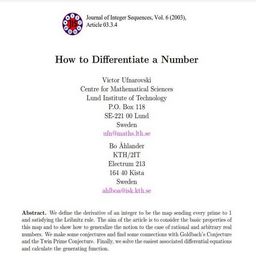 Journal of Integer Sequences, Vol. 6 (2003),
Article 03.3.4
How to Differentiate a Number
Victor Ufnarovski
Centre for Mathematical Sciences
Lund Institute of Technology
P.O. Box 118
SE-221 00 Lund
Sweden
ufn@maths.lth.se
Bo Åhlander
KTH/2IT
Electrum 213
164 40 Kista
Sweden
ahlboa@isk.kth.se
Abstract. We define the derivative of an integer to be the map sending every prime to 1
and satisfying the Leibnitz rule. The aim of the article is to consider the basic properties of
this map and to show how to generalize the notion to the case of rational and arbitrary real
numbers. We make some conjectures and find some connections with Goldbach's Conjecture
and the Twin Prime Conjecture. Finally, we solve the easiest associated differential equations
and calculate the generating function.